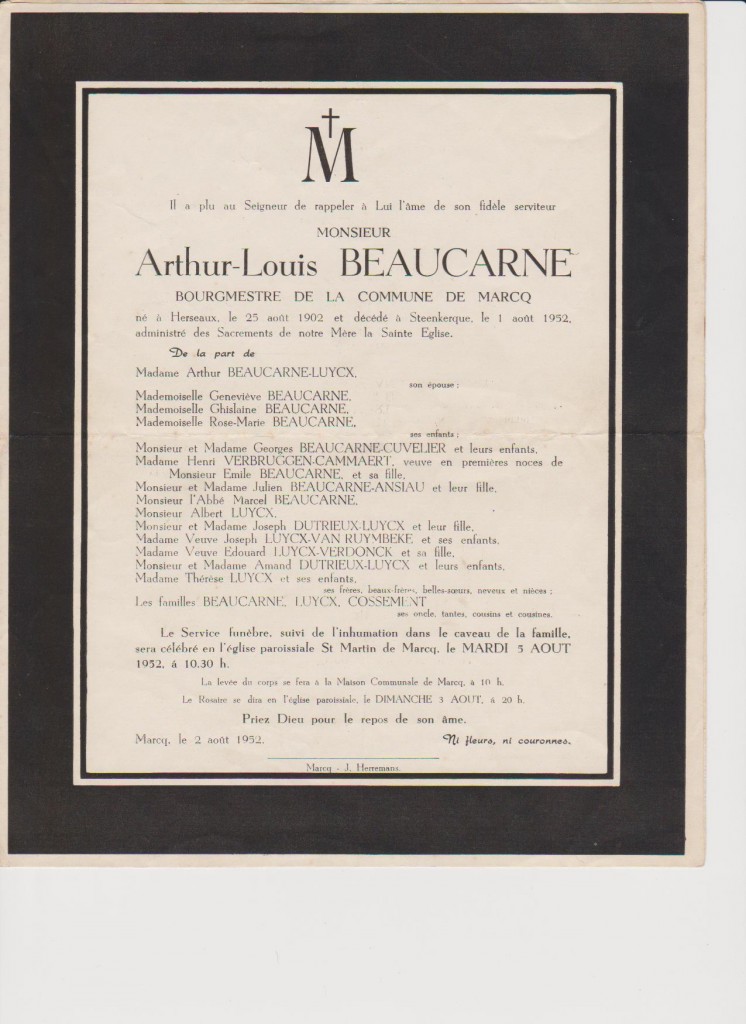 M
Il a plu au Seigneur de rappeler à Lui l'âme de son fidèle serviteur
MONSIEUR
Arthur-Louis BEAUCARNE
BOURGMESTRE DE LA COMMUNE DE MARCQ
né à Herseaux, le 25 août 1902 et décédé à Steenkerque, le 1 août 1952,
administré des Sacrements de notre Mère la Sainte Eglise.
De la part de
Madame Arthur BEAUCARNE-LUYCX,
son épouse ;
Mademoiselle Geneviève BEAUCARNE,
Mademoiselle Ghislaine BEAUCARNE,
Mademoiselle Rose-Marie BEAUCARNE,
ses enfants ;
Monsieur et Madame Georges BEAUCARNE-CUVELIER et leurs enfants,
Madame Henri VERBRUGGEN-CAMMAERT, veuve en premières noces de
Monsieur Emile BEAUCARNE, et sa fille,
Monsieur et Madame Julien BEAUCARNE-ANSIAU et leur fille,
Monsieur l'Abbé Marcel BEAUCARNE,
Monsieur Albert LUYCX,
Monsieur et Madame Joseph DUTRIEUX-LUYCX et leur fille,
Madame Veuve Joseph LUYCX-VAN RUYMBEKE et ses enfants,
Madame Veuve Edouard LUYCX-VERDONCK et sa fille,
Monsieur et Madame Amand DUTRIEUX-LUYCX et leurs enfants,
Madame Thérèse LUYCX et ses enfants,
ses frères, beaux-frères, belles-sœurs, neveux et nièces ;
Les familles BEAUCARNE, LUYCX, COSSEMENT
ses oncle, tantes, cousins et cousines.
Le Service funèbre, suivi de l'inhumation dans le caveau de la famille,
sera célébré en l'église paroissiale St Martin de Marcq, le MARDI 5 AOUT
1952, á 10.30 h.
La levée du corps se fera à la Maison Communale de Marcq, à 10 h.
Le Rosaire se dira en l'église paroissiale, le DIMANCHE 3 AOUT, à 20 h.
Priez Dieu pour le repos de son âme.
Marcq, le 2 août 1952.
Ni fleurs, ni couronnes.
Marcq - J. Herremans.